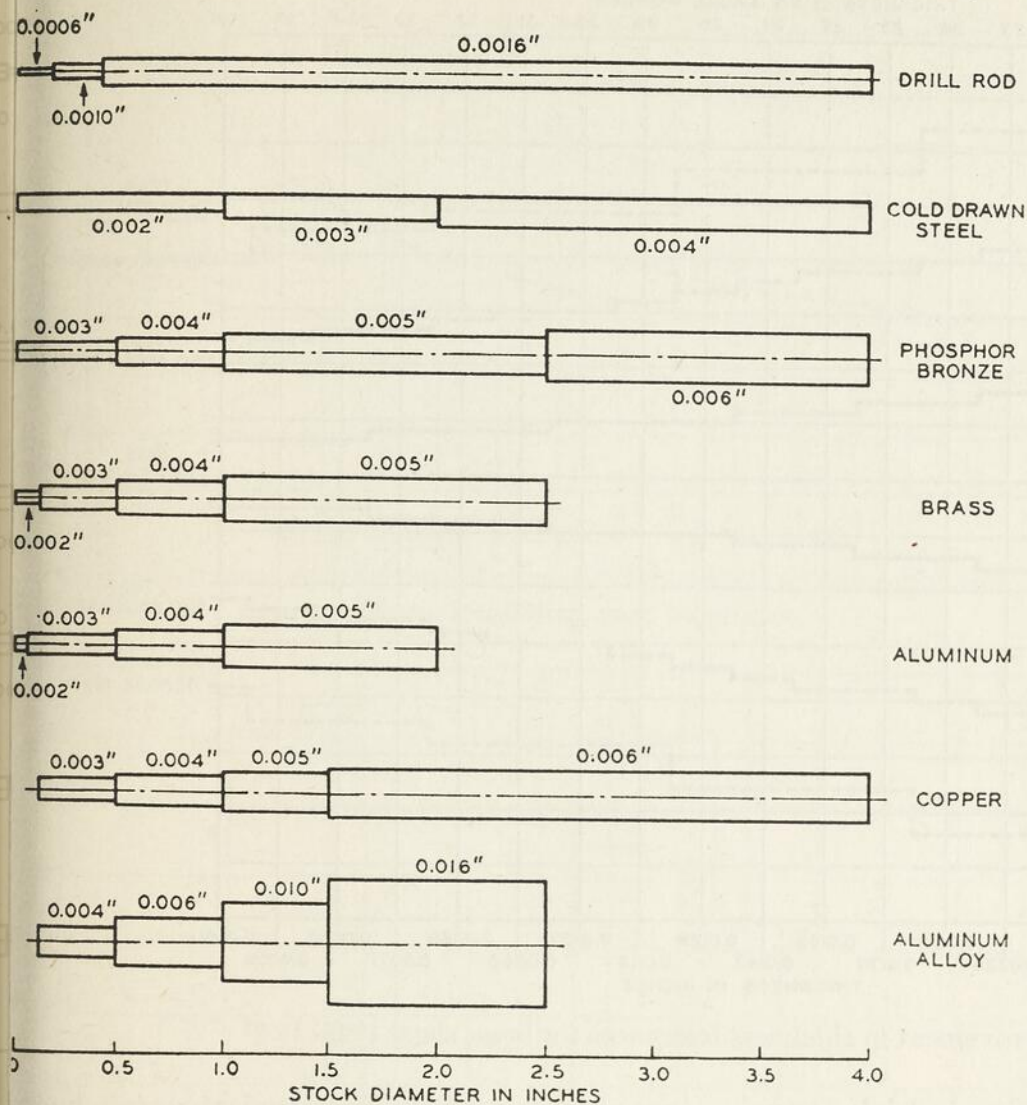 0.0006"
0.0016"
DRILL ROD
0.0010"
0.002"
0.003"
0.004"
COLD DRAWN
STEEL
0.003"
0.004"
0.005"
0.006"
PHOSPHOR
BRONZE
0.003"
0.004"
0.005"
BRASS
0.002"
0.003"
0.004"
0.005"
ALUMINUM
0.002"
0.003"
0.004"
0.005"
0.006"
COPPER
0.004"
0.006"
0.010"
0.016"
ALUMINUM
ALLOY
0 0.5 1.0 1.5 2.0 2.5 3.0 3.5 4.0
STOCK DIAMETER IN INCHES